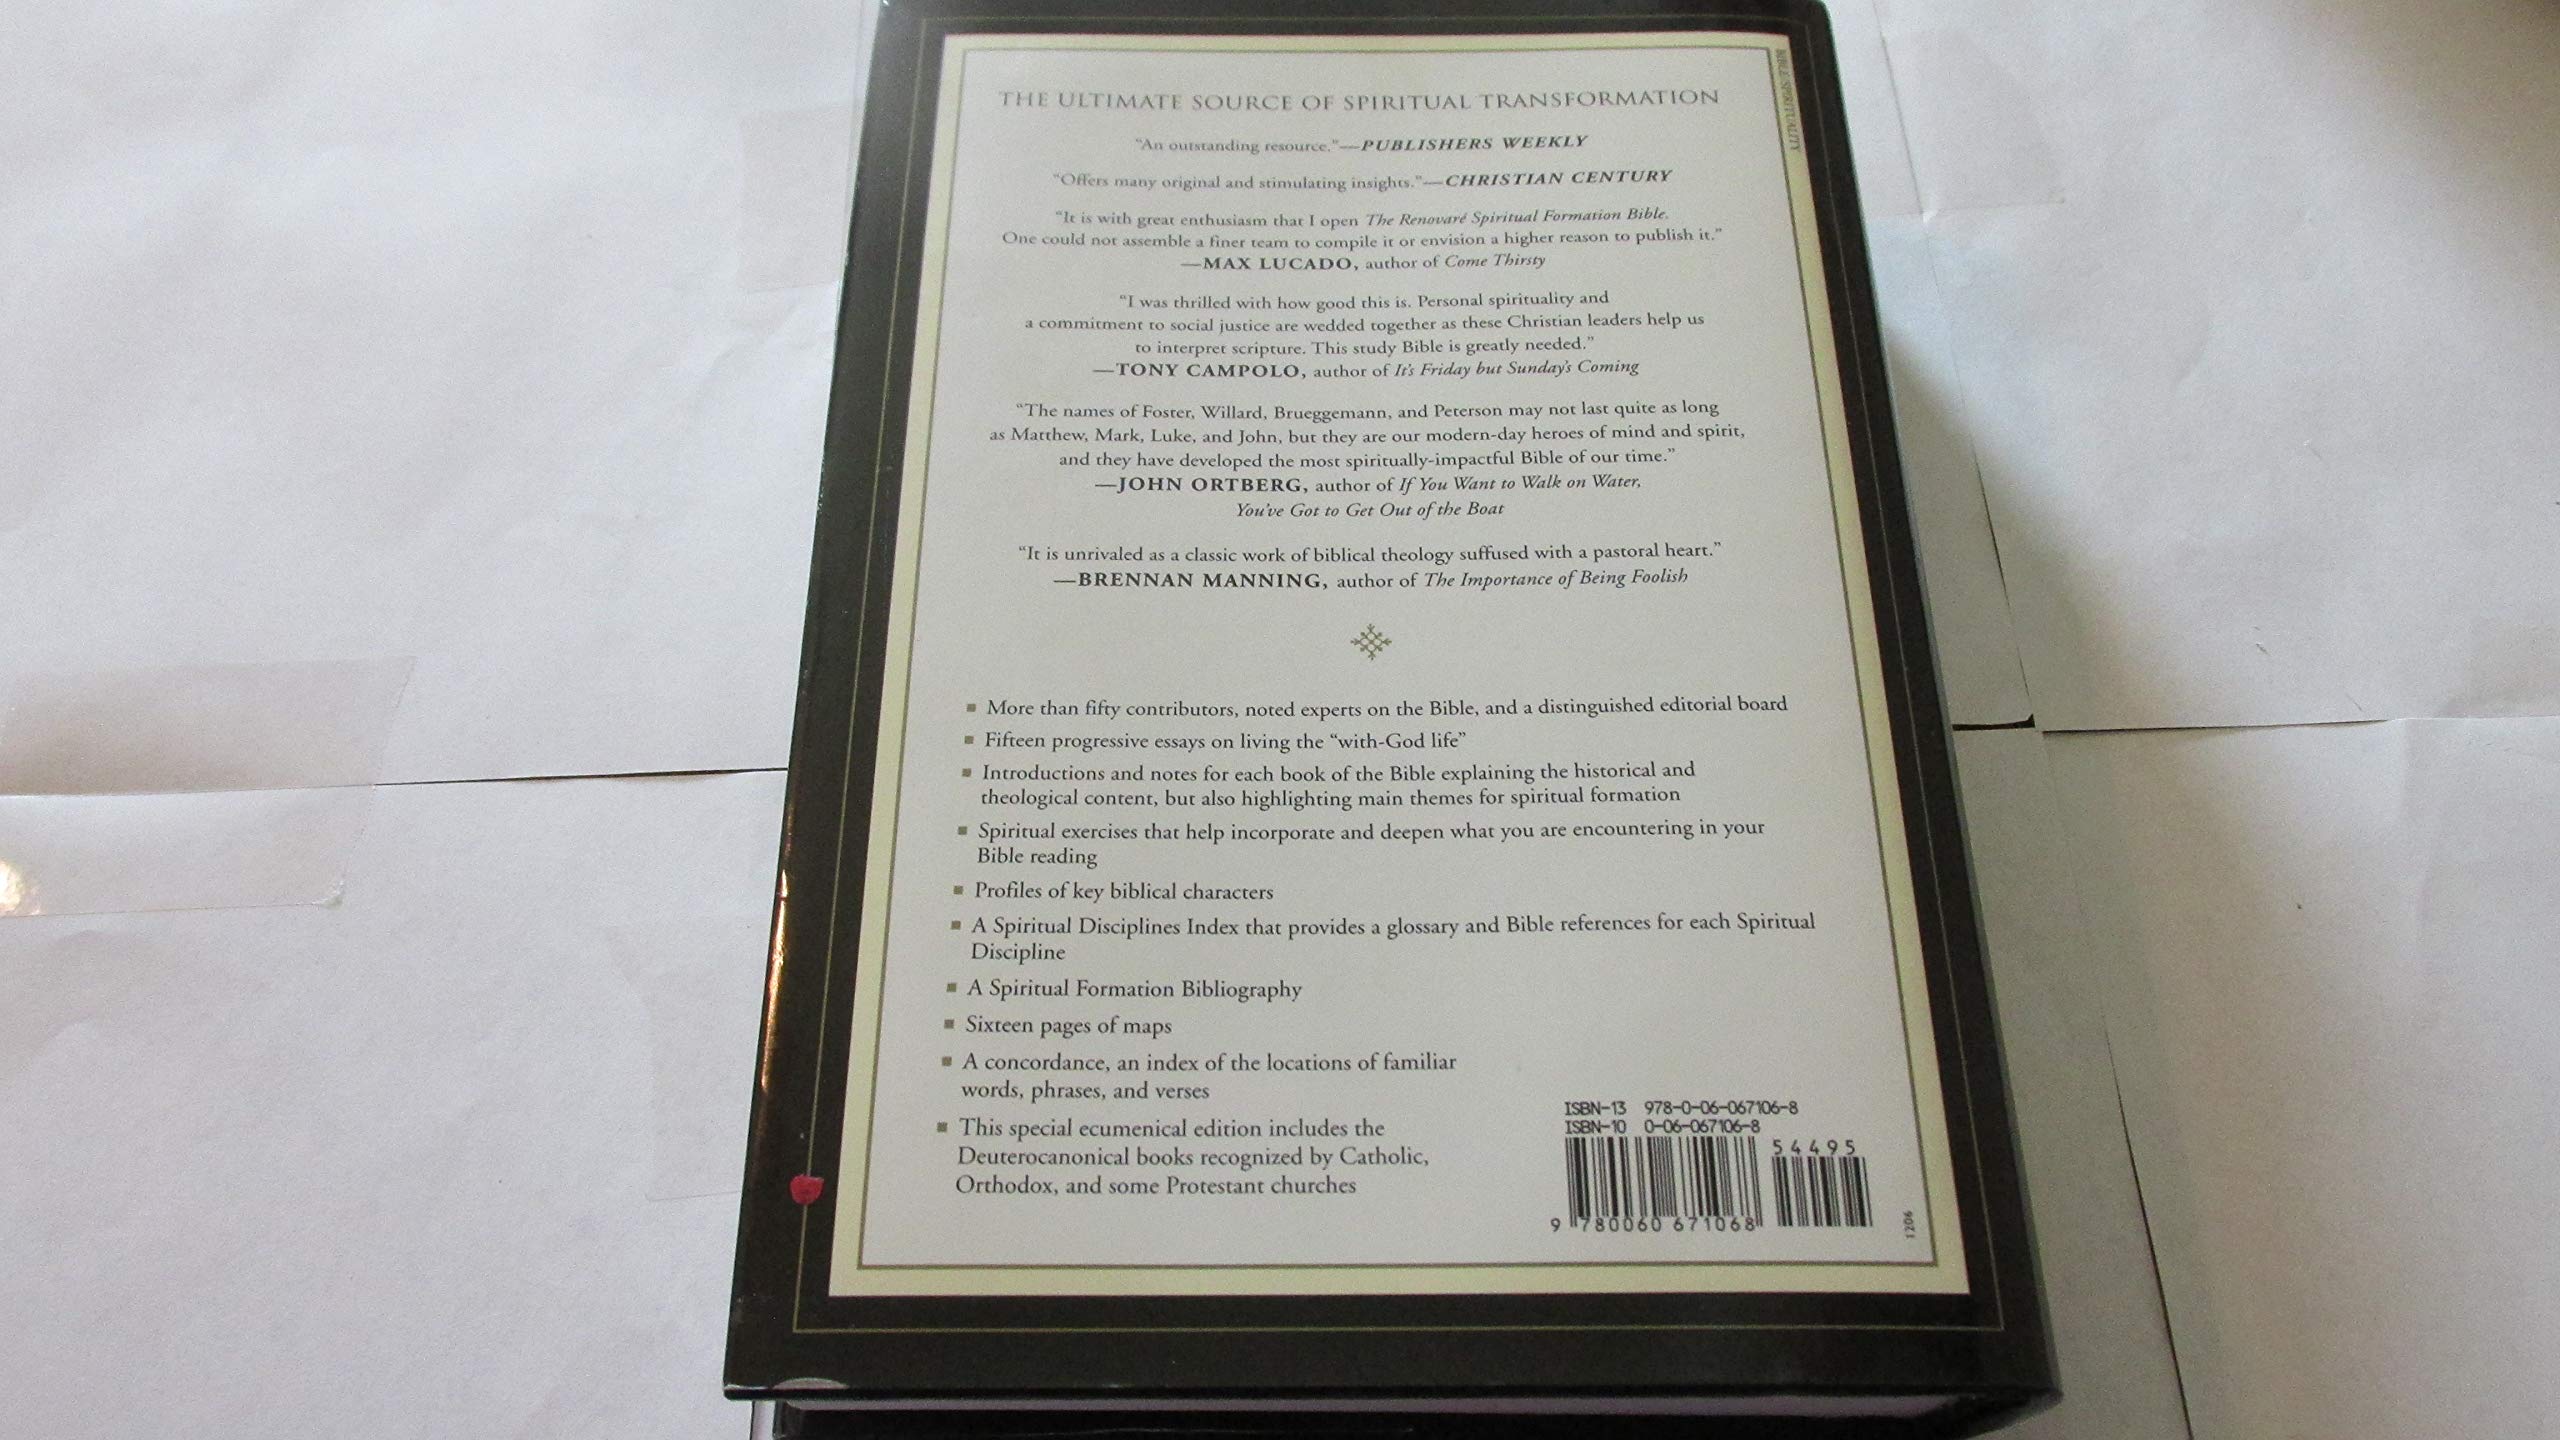 THE ULTIMATE SOURCE OF SPIRITUAL TRANSFORMATION
BIBLE/SPIRITUALITY
“An outstanding resource.”—PUBLISHERS WEEKLY
“Offers many original and stimulating insights.”—CHRISTIAN CENTURY
“It is with great enthusiasm that I open The Renovaré Spiritual Formation Bible.
One could not assemble a finer team to compile it or envision a higher reason to publish it.”
—MAX LUCADO, author of Come Thirsty
“I was thrilled with how good this is. Personal spirituality and
a commitment to social justice are wedded together as these Christian leaders help us
to interpret scripture. This study Bible is greatly needed.”
—TONY CAMPOLO, author of It's Friday but Sunday's Coming
“The names of Foster, Willard, Brueggemann, and Peterson may not last quite as long
as Matthew, Mark, Luke, and John, but they are our modern-day heroes of mind and spirit,
and they have developed the most spiritually-impactful Bible of our time.”
—JOHN ORTBERG, author of If You Want to Walk on Water,
You've Got to Get Out of the Boat
“It is unrivaled as a classic work of biblical theology suffused with a pastoral heart.”
—BRENNAN MANNING, author of The Importance of Being Foolish
▪ More than fifty contributors, noted experts on the Bible, and a distinguished editorial board
▪ Fifteen progressive essays on living the “with-God life”
▪ Introductions and notes for each book of the Bible explaining the historical and
theological content, but also highlighting main themes for spiritual formation
▪ Spiritual exercises that help incorporate and deepen what you are encountering in your
Bible reading
▪ Profiles of key biblical characters
▪ A Spiritual Disciplines Index that provides a glossary and Bible references for each Spiritual
Discipline
▪ A Spiritual Formation Bibliography
▪ Sixteen pages of maps
▪ A concordance, an index of the locations of familiar
words, phrases, and verses
▪ This special ecumenical edition includes the
Deuterocanonical books recognized by Catholic,
Orthodox, and some Protestant churches
ISBN-13 978-0-06-067106-8
ISBN-10 0-06-067106-8
54495
9 780060 671068
1206